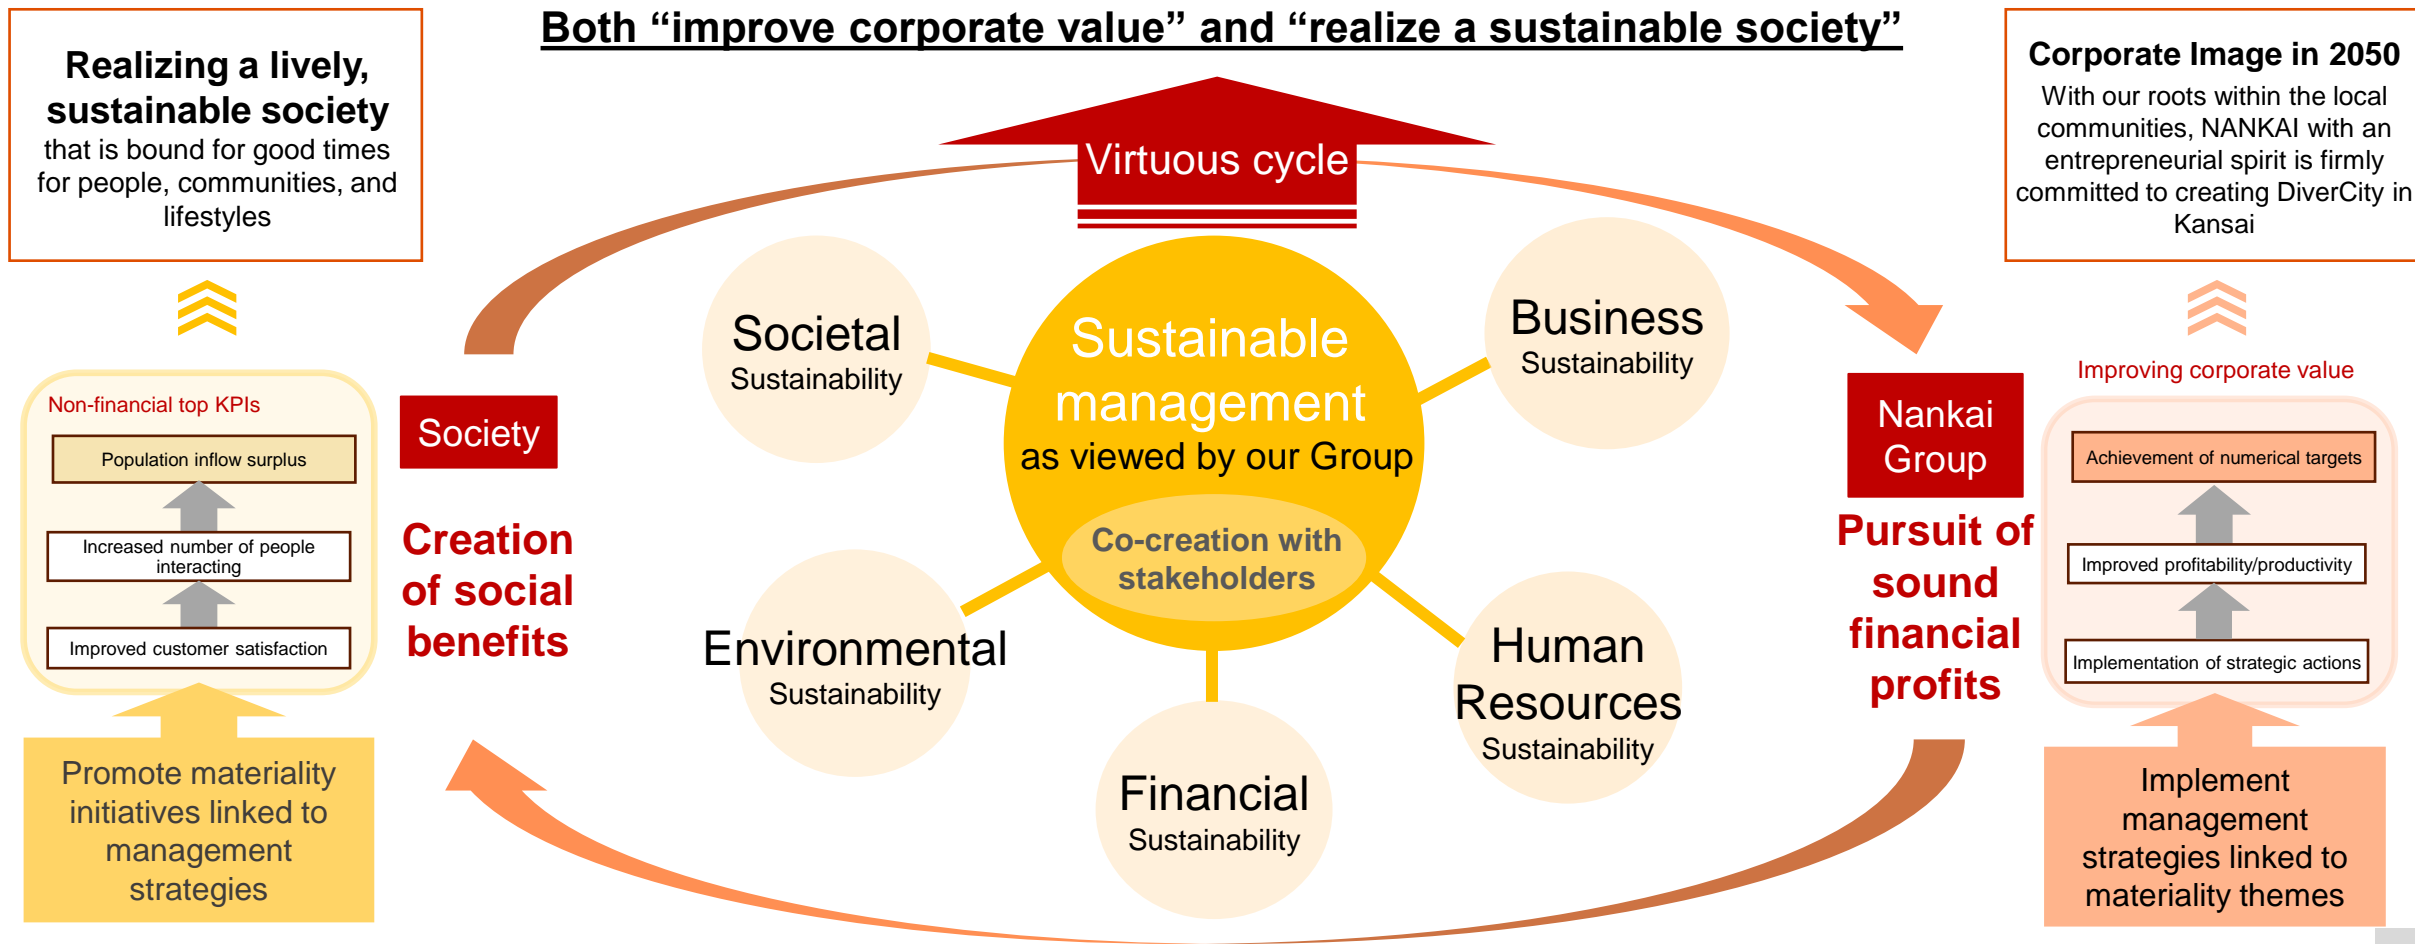 Both “improve corporate value” and “realize a sustainable society”
Realizing a lively,
sustainable society
that is bound for good times
for people, communities, and
lifestyles
Non-financial top KPIs
Population inflow surplus
Increased number of people
interacting
Improved customer satisfaction
Promote materiality
initiatives linked to
management
strategies
Society
Creation
of social
benefits
Virtuous cycle
Sustainable
management
as viewed by our Group
Co-creation with
stakeholders
Societal
Sustainability
Business
Sustainability
Environmental
Sustainability
Financial
Sustainability
Human
Resources
Sustainability
Nankai
Group
Pursuit of
sound
financial
profits
Corporate Image in 2050
With our roots within the local
communities, NANKAI with an
entrepreneurial spirit is firmly
committed to creating DiverCity in
Kansai
Improving corporate value
Achievement of numerical targets
Improved profitability/productivity
Implementation of strategic actions
Implement
management
strategies linked to
materiality themes